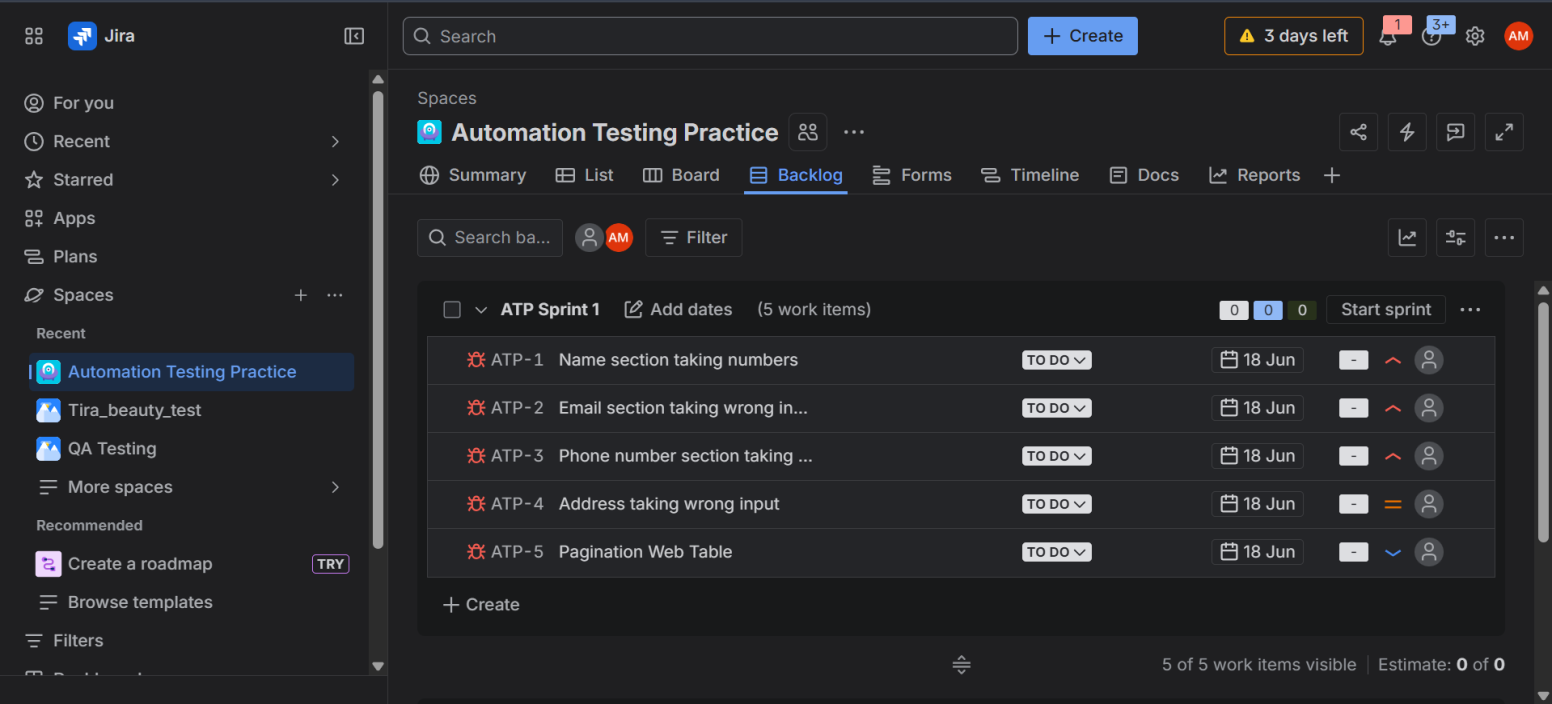 Jira
Search
+ Create
3 days left
1
3+
AM
For you
Recent
Starred
Apps
Plans
Spaces
Recent
Automation Testing Practice
Tira_beauty_test
QA Testing
More spaces
Recommended
Create a roadmap TRY
Browse templates
Filters
Spaces
Automation Testing Practice
Summary List Board Backlog Forms Timeline Docs Reports
Search ba... AM Filter
ATP Sprint 1 Add dates (5 work items) 0 0 0 Start sprint
ATP-1 Name section taking numbers TO DO 18 Jun -
ATP-2 Email section taking wrong in... TO DO 18 Jun -
ATP-3 Phone number section taking ... TO DO 18 Jun -
ATP-4 Address taking wrong input TO DO 18 Jun -
ATP-5 Pagination Web Table TO DO 18 Jun -
+ Create
5 of 5 work items visible Estimate: 0 of 0